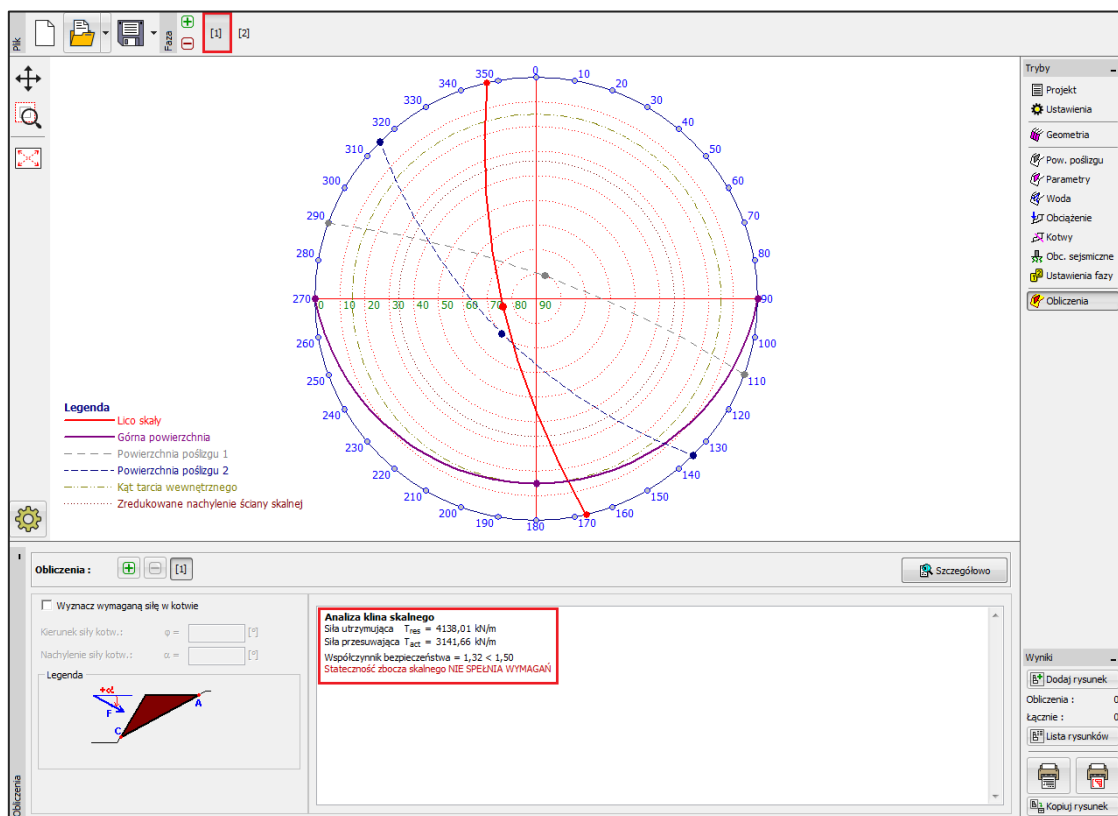 Plik
Faza
[1] [2]
Tryby
Projekt
Ustawienia
Geometria
Pow. poślizgu
Parametry
Woda
Obciążenie
Kotwy
Obc. sejsmiczne
Ustawienia fazy
Obliczenia
0
10
20
30
40
50
60
70
80
90
100
110
120
130
140
150
160
170
180
190
200
210
220
230
240
250
260
270
280
290
300
310
320
330
340
350
0 10 20 30 40 50 60 70 80 90
Legenda
Lico skały
Górna powierzchnia
Powierzchnia poślizgu 1
Powierzchnia poślizgu 2
Kąt tarcia wewnętrznego
Zredukowane nachylenie ściany skalnej
Obliczenia : [1] Szczegółowo
Wyznacz wymaganą siłę w kotwie
Kierunek siły kotw.: φ = [°]
Nachylenie siły kotw.: α = [°]
Legenda
+α
F
A
C
Analiza klina skalnego
Siła utrzymująca Tres = 4138,01 kN/m
Siła przesuwająca Tact = 3141,66 kN/m
Współczynnik bezpieczeństwa = 1,32 < 1,50
Stateczność zbocza skalnego NIE SPEŁNIA WYMAGAŃ
Obliczenia
Wyniki
Dodaj rysunek
Obliczenia : 0
Łącznie : 0
Lista rysunków
Kopiuj rysunek